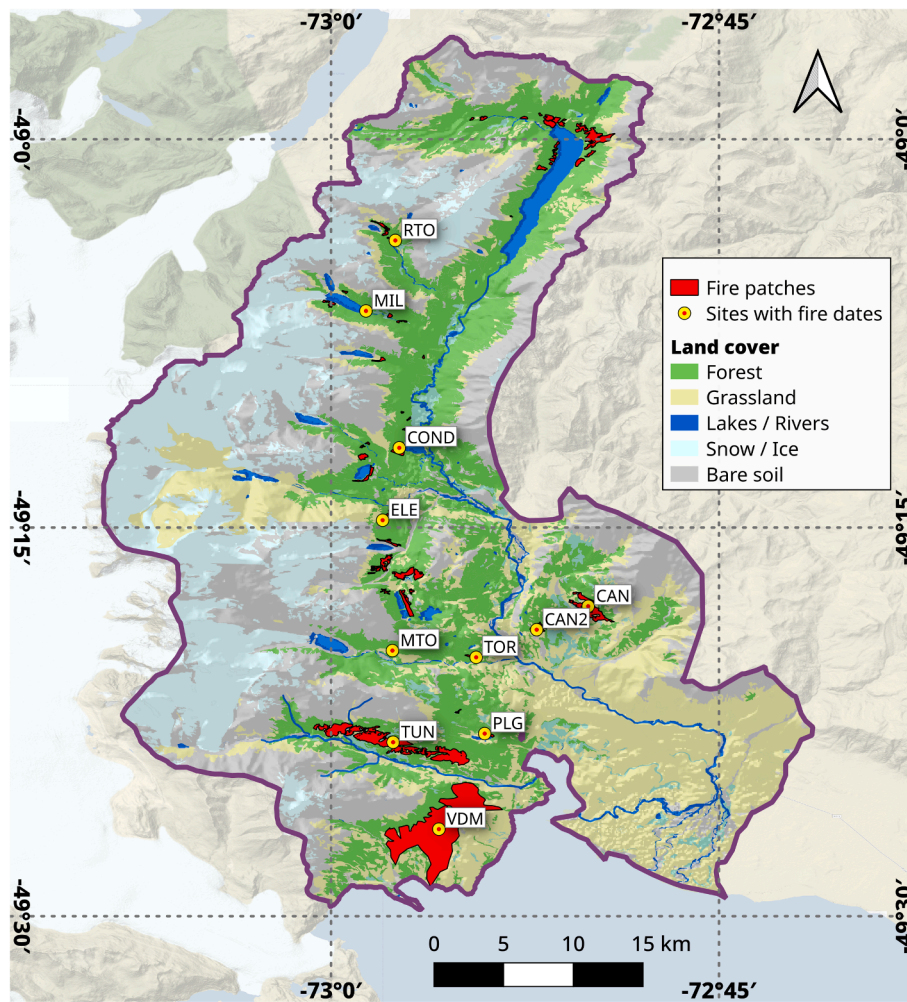 -73°0′
-72°45′
-49°0′
-49°0′
RTO
MIL
Fire patches
Sites with fire dates
Land cover
Forest
Grassland
Lakes / Rivers
Snow / Ice
Bare soil
COND
ELE
-49°15′
-49°15′
CAN
CAN2
MTO
TOR
TUN
PLG
VDM
-49°30′
-49°30′
0 5 10 15 km
-73°0′
-72°45′